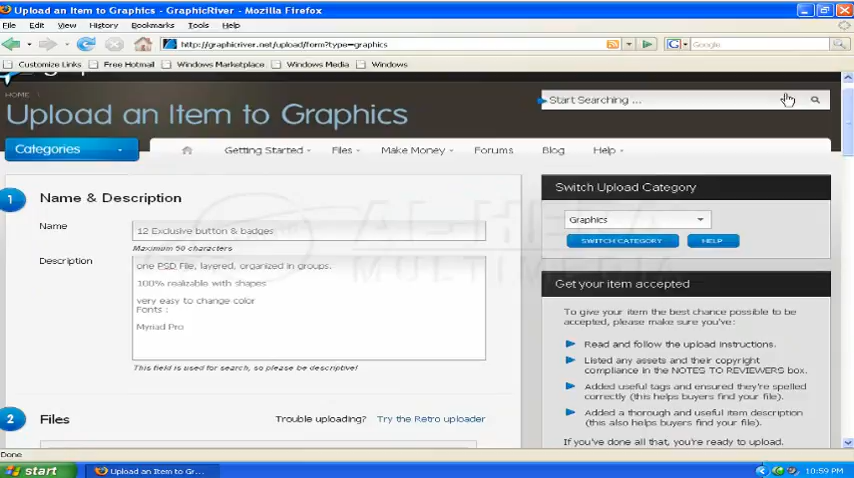 Upload an Item to Graphics - GraphicRiver - Mozilla Firefox
File Edit View History Bookmarks Tools Help
http://graphicriver.net/upload/form?type=graphics
Google
Customize Links Free Hotmail Windows Marketplace Windows Media Windows
HOME
Upload an Item to Graphics
Start Searching ...
Categories
Getting Started Files Make Money Forums Blog Help
1 Name & Description
Name
12 Exclusive button & badges
Maximum 50 characters
Description
one PSD File, layered, organized in groups.
100% realizable with shapes
very easy to change color
Fonts :
Myriad Pro
This field is used for search, so please be descriptive!
2 Files
Trouble uploading? Try the Retro uploader
Switch Upload Category
Graphics
SWITCH CATEGORY HELP
Get your item accepted
To give your item the best chance possible to
be accepted, please make sure you've:
Read and follow the upload instructions.
Listed any assets and their copyright
compliance in the NOTES TO REVIEWERS box.
Added useful tags and ensured they're spelled
correctly (this helps buyers find your file).
Added a thorough and useful item description
(this also helps buyers find your file).
If you've done all that, you're ready to upload.
Done
start
Upload an Item to Gr...
10:59 PM
MULTIMEDIA